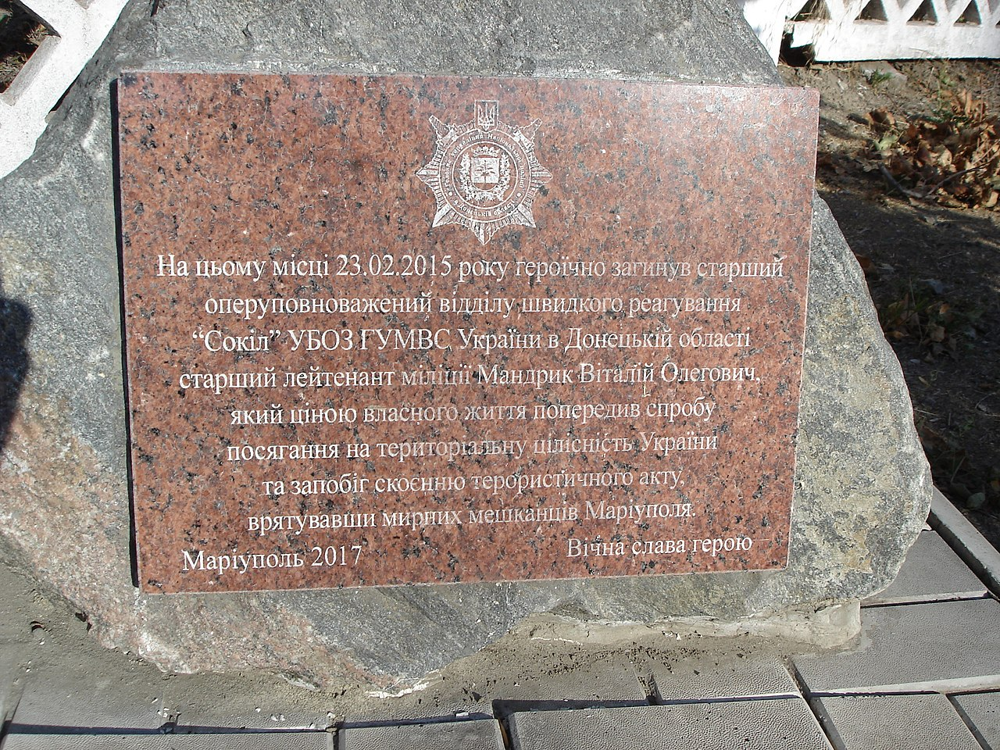 На цьому місці 23.02.2015 року героїчно загинув старший
оперуповноважений відділу швидкого реагування
“Сокіл” УБОЗ ГУМВС України в Донецькій області
старший лейтенант міліції Мандрик Віталій Олегович,
який ціною власного життя попередив спробу
посягання на територіальну цілісність України
та запобіг скоєнню терористичного акту,
врятувавши мирних мешканців Маріуполя.
Маріуполь 2017 Вічна слава герою